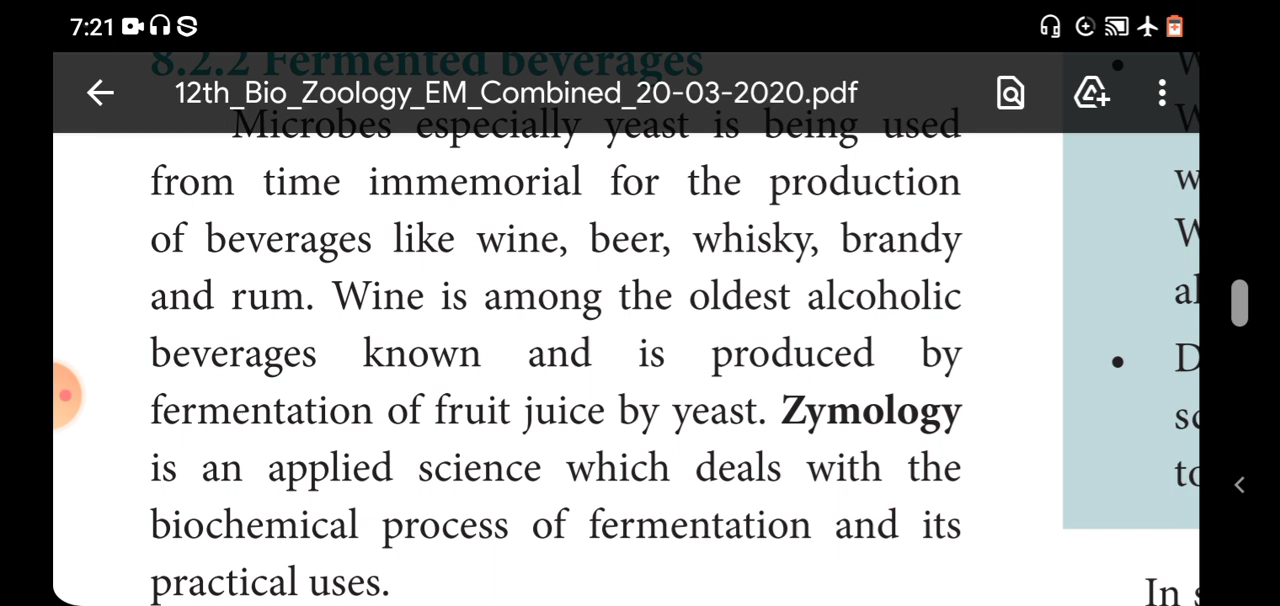 7:21
8.2.2 Fermented beverages
12th_Bio_Zoology_EM_Combined_20-03-2020.pdf
Microbes especially yeast is being used
from time immemorial for the production
of beverages like wine, beer, whisky, brandy
and rum. Wine is among the oldest alcoholic
beverages known and is produced by
fermentation of fruit juice by yeast. Zymology
is an applied science which deals with the
biochemical process of fermentation and its
practical uses.
In